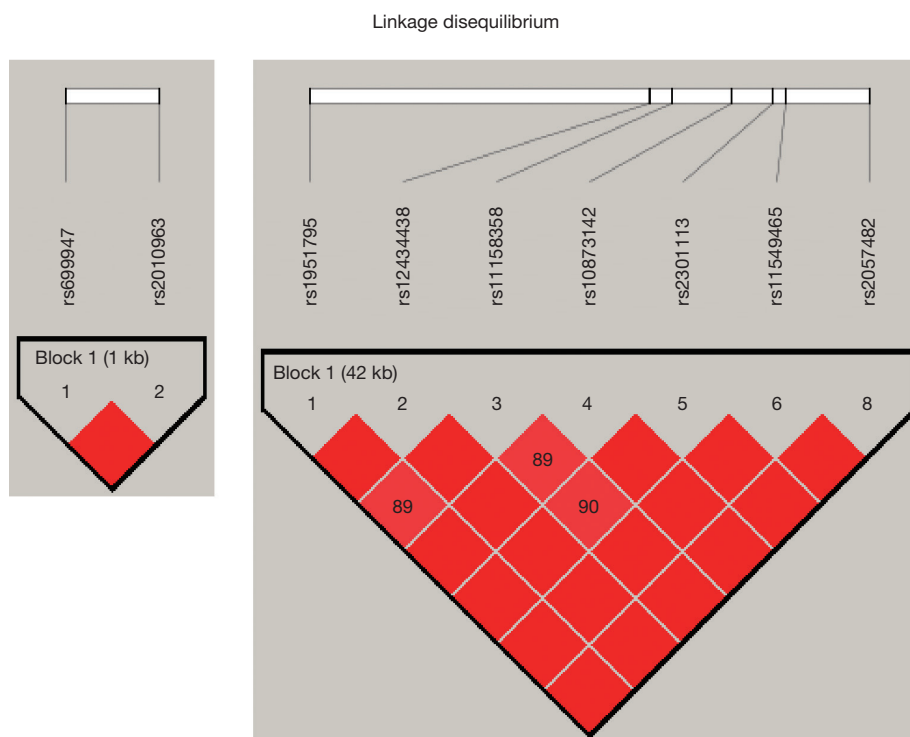 Linkage disequilibrium
rs699947
rs2010963
rs1951795
rs12434438
rs11158358
rs10873142
rs2301113
rs11549465
rs2057482
Block 1 (1 kb)
1 2
Block 1 (42 kb)
1 2 3 4 5 6 8
89
89 90